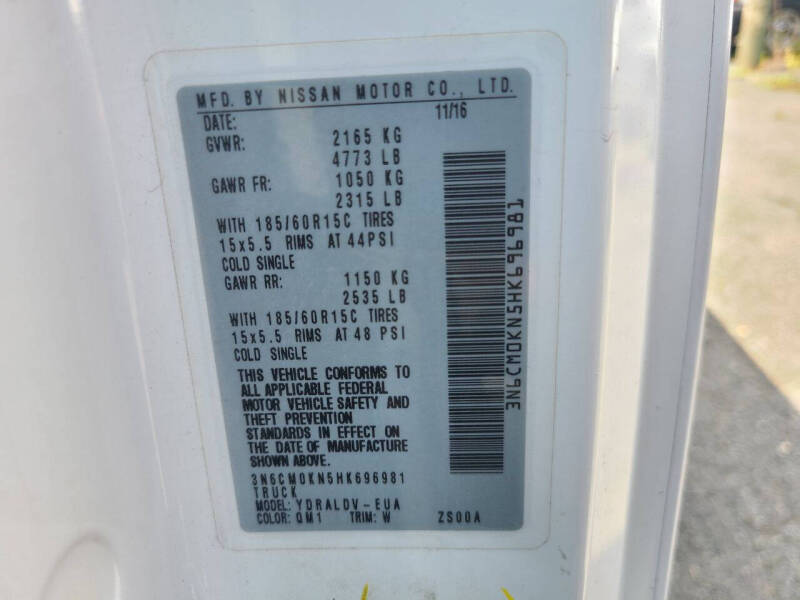 MFD. BY NISSAN MOTOR CO., LTD.
DATE: 11/16
GVWR: 2165 KG
4773 LB
GAWR FR: 1050 KG
2315 LB
WITH 185/60R15C TIRES
15x5.5 RIMS AT 44PSI
COLD SINGLE
GAWR RR: 1150 KG
2535 LB
WITH 185/60R15C TIRES
15x5.5 RIMS AT 48 PSI
COLD SINGLE
THIS VEHICLE CONFORMS TO
ALL APPLICABLE FEDERAL
MOTOR VEHICLE SAFETY AND
THEFT PREVENTION
STANDARDS IN EFFECT ON
THE DATE OF MANUFACTURE
SHOWN ABOVE.
3N6CM0KN5HK696981
TRUCK
MODEL: YDRALDV-EUA
COLOR: QM1 TRIM: W ZS00A
3N6CM0KN5HK696981